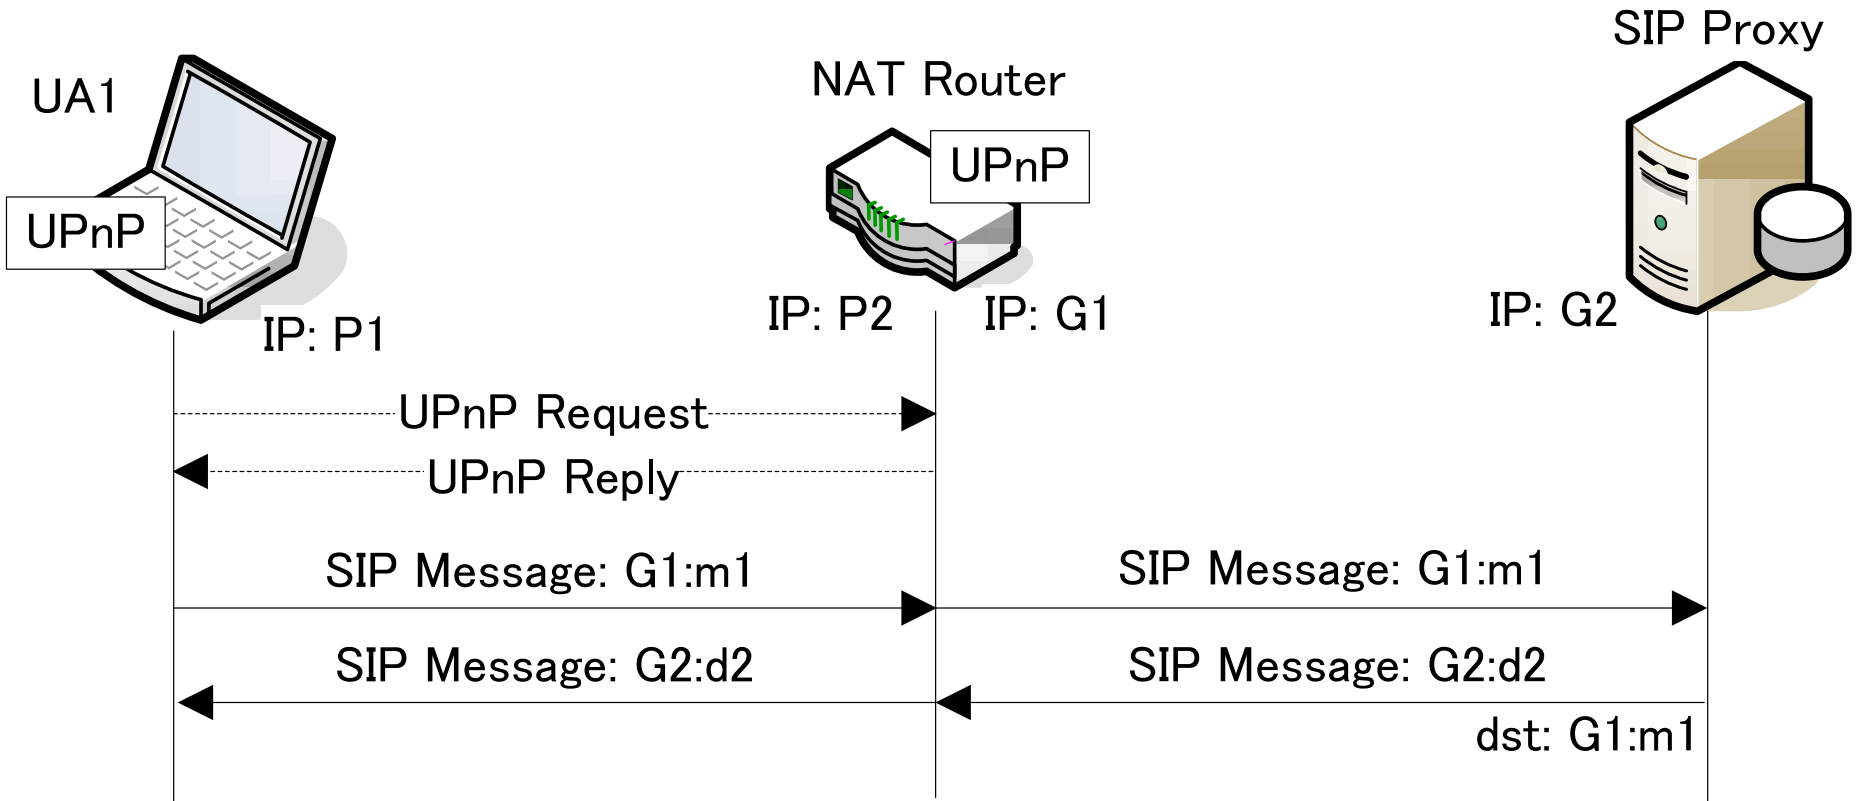 SIP Proxy
NAT Router
UA1
UPnP
UPnP
IP: P1
IP: P2
IP: G1
IP: G2
UPnP Request
UPnP Reply
SIP Message: G1:m1
SIP Message: G1:m1
SIP Message: G2:d2
SIP Message: G2:d2
dst: G1:m1